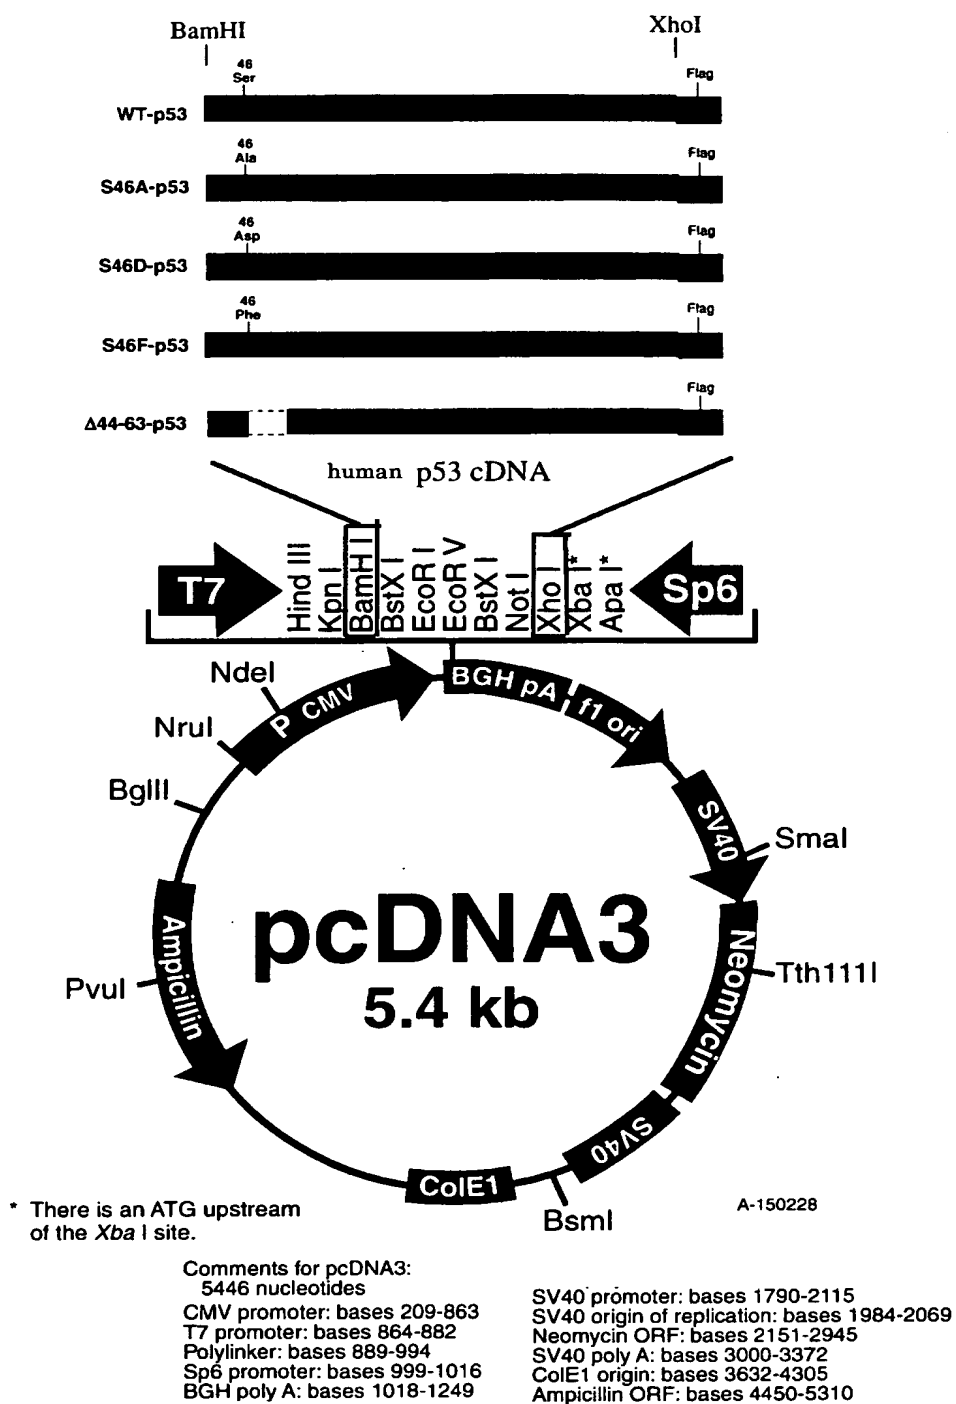 BamHI
XhoI
46
Ser
Flag
WT-p53
46
Ala
Flag
S46A-p53
46
Asp
Flag
S46D-p53
46
Phe
Flag
S46F-p53
Flag
Δ44-63-p53
human p53 cDNA
T7
Hind III
Kpn I
BamH I
BstX I
EcoR I
EcoR V
BstX I
Not I
Xho I
Xba I*
Apa I*
Sp6
NdeI
P CMV
BGH pA
f1 ori
NruI
BglII
SV40
SmaI
pcDNA3
5.4 kb
Ampicillin
PvuI
Neomycin
Tth111I
SV40
ColE1
BsmI
A-150228
* There is an ATG upstream
of the Xba I site.
Comments for pcDNA3:
5446 nucleotides
CMV promoter: bases 209-863
T7 promoter: bases 864-882
Polylinker: bases 889-994
Sp6 promoter: bases 999-1016
BGH poly A: bases 1018-1249
SV40 promoter: bases 1790-2115
SV40 origin of replication: bases 1984-2069
Neomycin ORF: bases 2151-2945
SV40 poly A: bases 3000-3372
ColE1 origin: bases 3632-4305
Ampicillin ORF: bases 4450-5310